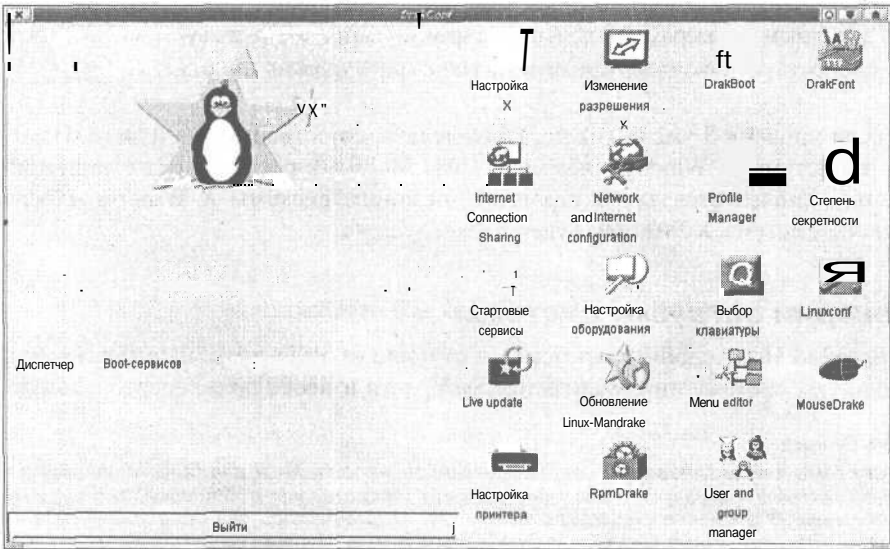 DrakConf
Настройка
X
Изменение
разрешения
X
DrakBoot
DrakFont
Internet
Connection
Sharing
Network
and Internet
configuration
Profile
Manager
Степень
секретности
Стартовые
сервисы
Настройка
оборудования
Выбор
клавиатуры
Linuxconf
Диспетчер Boot-сервисов
Live update
Обновление
Linux-Mandrake
Menu editor
MouseDrake
Настройка
принтера
RpmDrake
User and
group
manager
Выйти